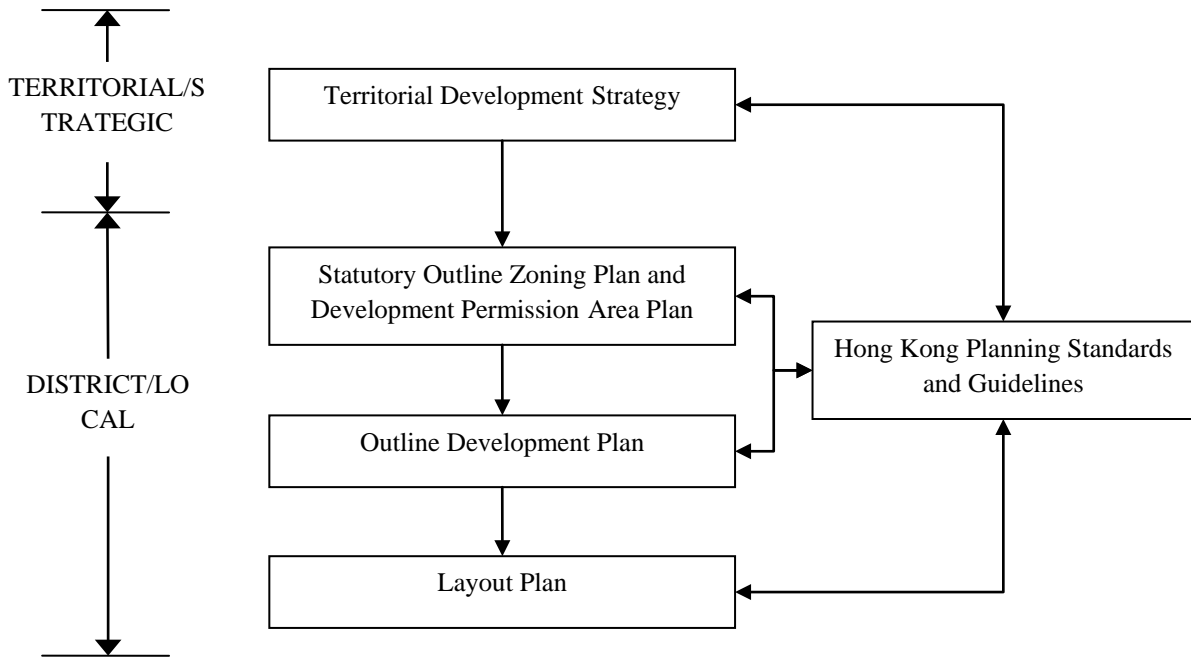 TERRITORIAL/S
TRATEGIC
Territorial Development Strategy
Statutory Outline Zoning Plan and
Development Permission Area Plan
Hong Kong Planning Standards
and Guidelines
DISTRICT/LO
CAL
Outline Development Plan
Layout Plan